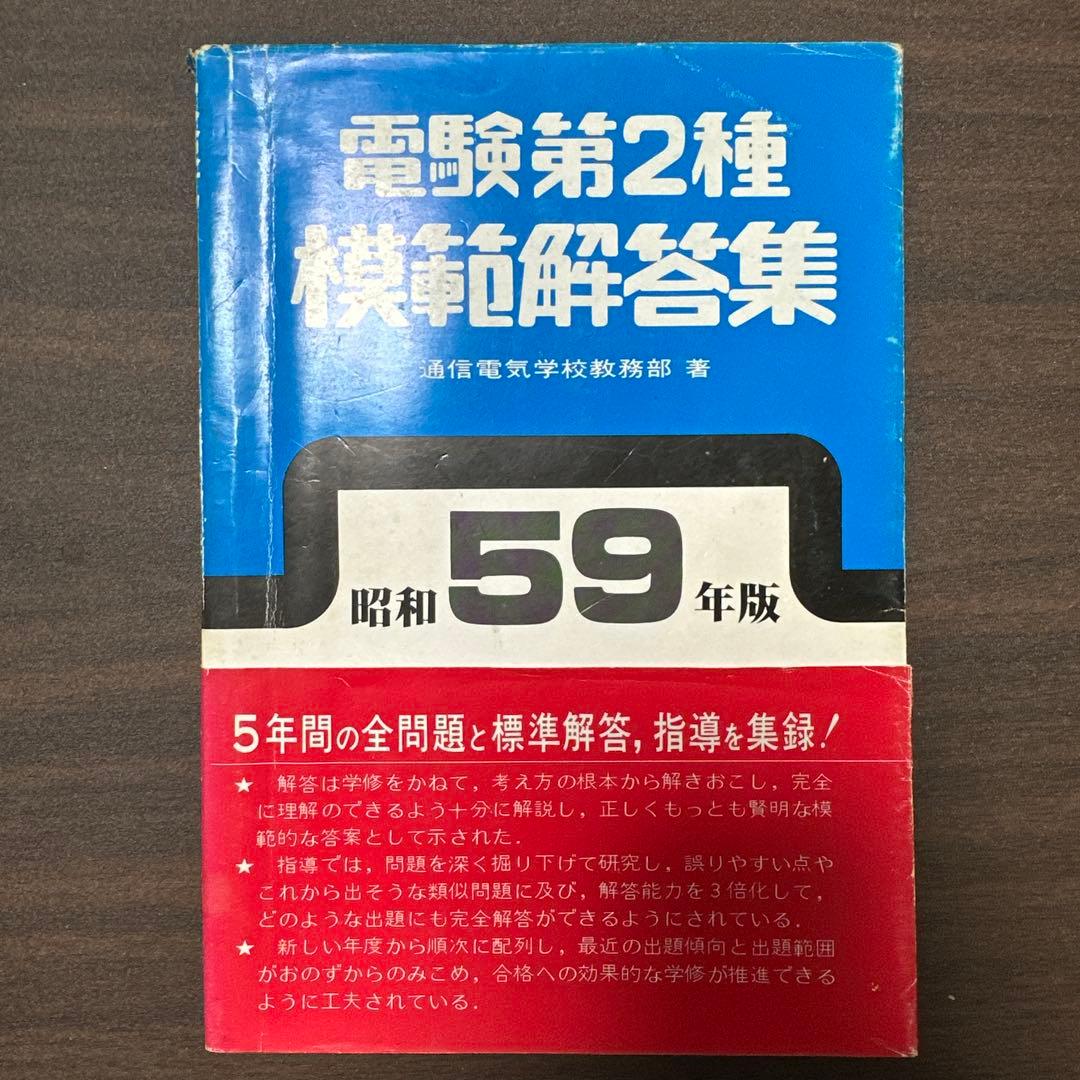 電験第2種
模範解答集
通信電気学校教務部 著
昭和59年版
5年間の全問題と標準解答,指導を集録!
★ 解答は学修をかねて,考え方の根本から解きおこし,完全
に理解のできるよう十分に解説し,正しくもっとも賢明な模
範的な答案として示された.
★ 指導では,問題を深く掘り下げて研究し,誤りやすい点や
これから出そうな類似問題に及び,解答能力を3倍化して,
どのような出題にも完全解答ができるようにされている.
★ 新しい年度から順次に配列し,最近の出題傾向と出題範囲
がおのずからのみこめ,合格への効果的な学修が推進できる
ように工夫されている.